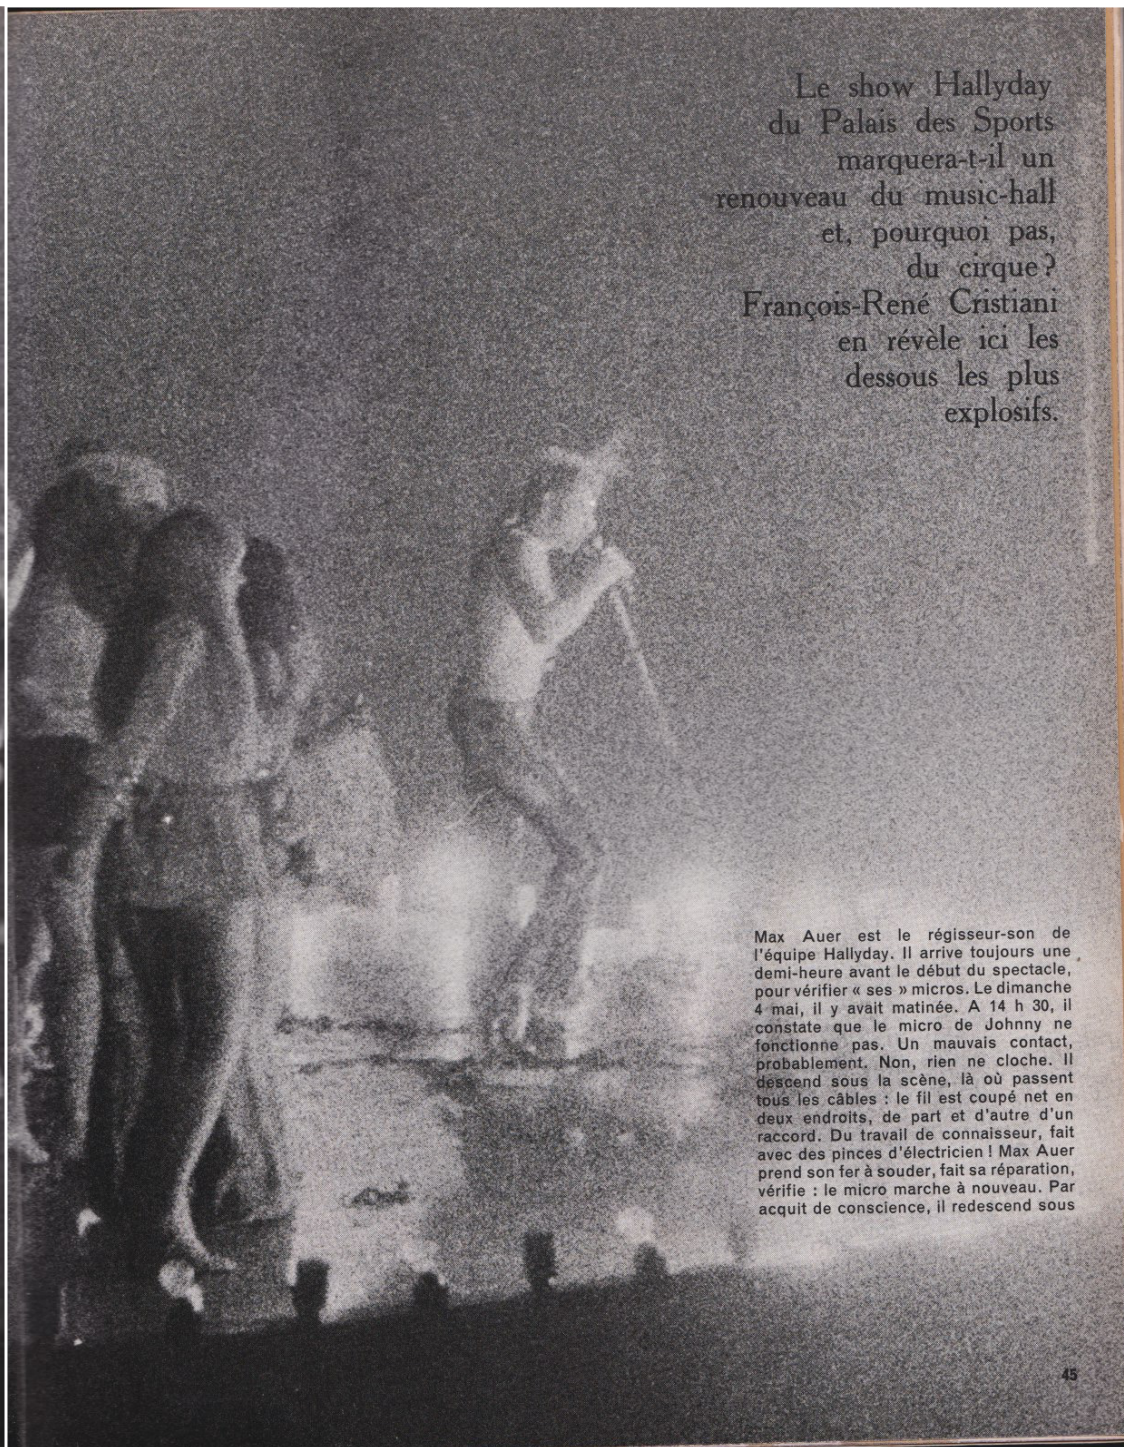 Le show Hallyday
du Palais des Sports
marquera-t-il un
renouveau du music-hall
et, pourquoi pas,
du cirque?
François-René Cristiani
en révèle ici les
dessous les plus
explosifs.
Max Auer est le régisseur-son de
l'équipe Hallyday. Il arrive toujours une
demi-heure avant le début du spectacle,
pour vérifier « ses » micros. Le dimanche
4 mai, il y avait matinée. A 14 h 30, il
constate que le micro de Johnny ne
fonctionne pas. Un mauvais contact,
probablement. Non, rien ne cloche. Il
descend sous la scène, là où passent
tous les câbles : le fil est coupé net en
deux endroits, de part et d'autre d'un
raccord. Du travail de connaisseur, fait
avec des pinces d'électricien ! Max Auer
prend son fer à souder, fait sa réparation,
vérifie : le micro marche à nouveau. Par
acquit de conscience, il redescend sous
45